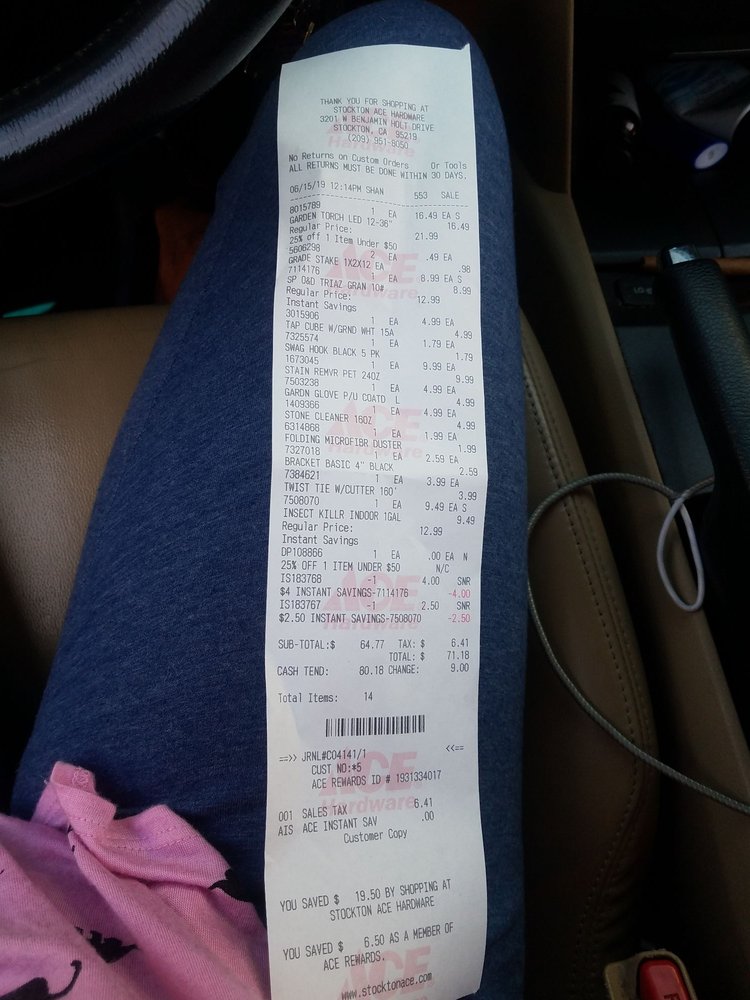 THANK YOU FOR SHOPPING AT
STOCKTON ACE HARDWARE
3201 W BENJAMIN HOLT DRIVE
STOCKTON, CA 95219
(209) 951-8050
No Returns on Custom Orders Or Tools
ALL RETURNS MUST BE DONE WITHIN 30 DAYS.
06/15/19 12:14PM SHAN 553 SALE
8015789 1 EA 16.49 EA S
GARDEN TORCH LED 12-36" 16.49
Regular Price: 21.99
25% off 1 Item Under $50
5606298 2 EA .49 EA
GRADE STAKE 1X2X12 EA .98
7114176 1 EA 8.99 EA S
SP O&D TRIAZ GRAN 10# 8.99
Regular Price: 12.99
Instant Savings
3015906 1 EA 4.99 EA
TAP CUBE W/GRND WHT 15A 4.99
7325574 1 EA 1.79 EA
SWAG HOOK BLACK 5 PK 1.79
1673045 1 EA 9.99 EA
STAIN REMVR PET 24OZ 9.99
7503238 1 EA 4.99 EA
GARDN GLOVE P/U COATD L 4.99
1409366 1 EA 4.99 EA
STONE CLEANER 16OZ 4.99
6314868 1 EA 1.99 EA
FOLDING MICROFIBR DUSTER 1.99
7327018 1 EA 2.59 EA
BRACKET BASIC 4" BLACK 2.59
7384621 1 EA 3.99 EA
TWIST TIE W/CUTTER 160' 3.99
7508070 1 EA 9.49 EA S
INSECT KILLR INDOOR 1GAL 9.49
Regular Price: 12.99
Instant Savings
DP108866 1 EA .00 EA N
25% OFF 1 ITEM UNDER $50 N/C
IS183768 -1 4.00 SNR
$4 INSTANT SAVINGS-7114176 -4.00
IS183767 -1 2.50 SNR
$2.50 INSTANT SAVINGS-7508070 -2.50
SUB-TOTAL:$ 64.77 TAX: $ 6.41
TOTAL: $ 71.18
CASH TEND: 80.18 CHANGE: 9.00
Total Items: 14
==>> JRNL#C04141/1 <<==
CUST NO:*5
ACE REWARDS ID # 1931334017
001 SALES TAX 6.41
AIS ACE INSTANT SAV .00
Customer Copy
YOU SAVED $ 19.50 BY SHOPPING AT
STOCKTON ACE HARDWARE
YOU SAVED $ 6.50 AS A MEMBER OF
ACE REWARDS.
www.stocktonace.com